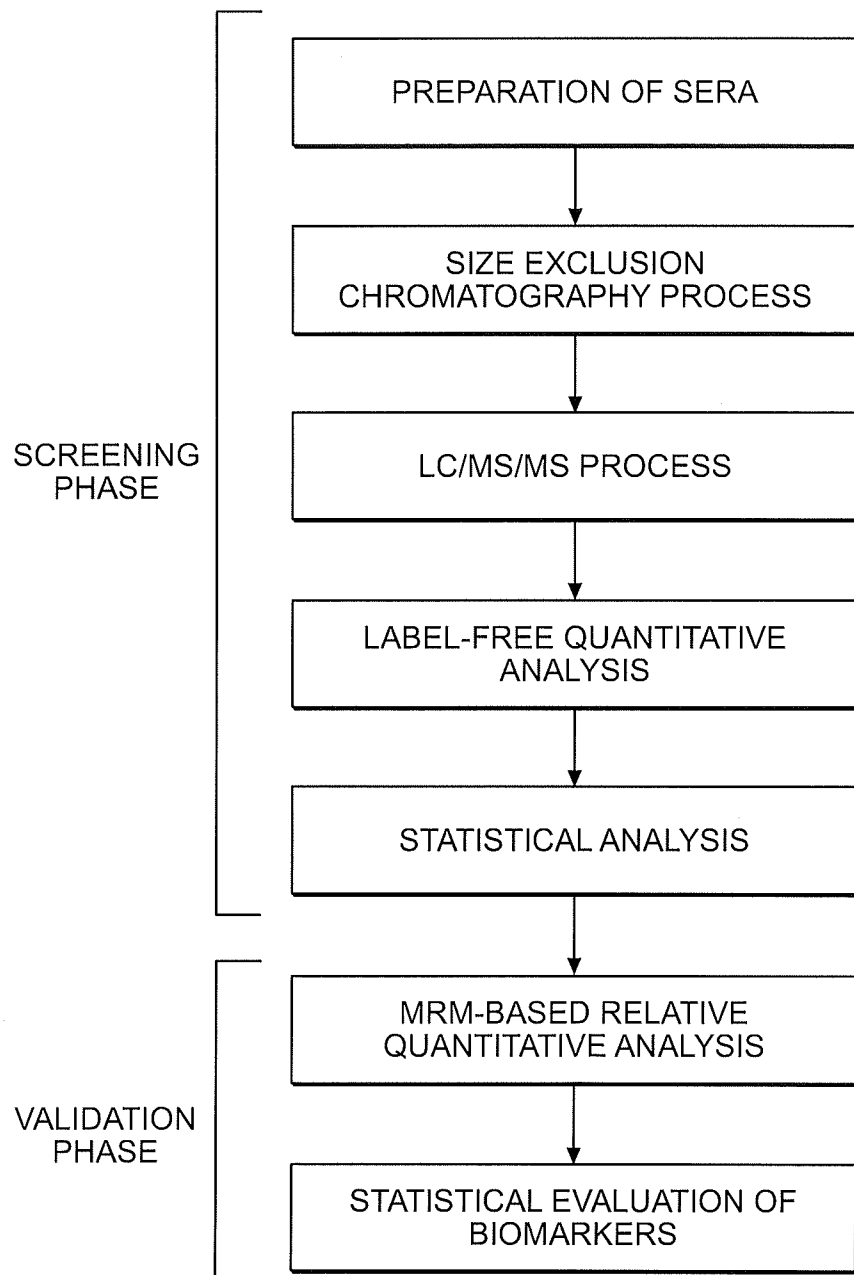 PREPARATION OF SERA
SIZE EXCLUSION
CHROMATOGRAPHY PROCESS
SCREENING
PHASE
LC/MS/MS PROCESS
LABEL-FREE QUANTITATIVE
ANALYSIS
STATISTICAL ANALYSIS
MRM-BASED RELATIVE
QUANTITATIVE ANALYSIS
VALIDATION
PHASE
STATISTICAL EVALUATION OF
BIOMARKERS